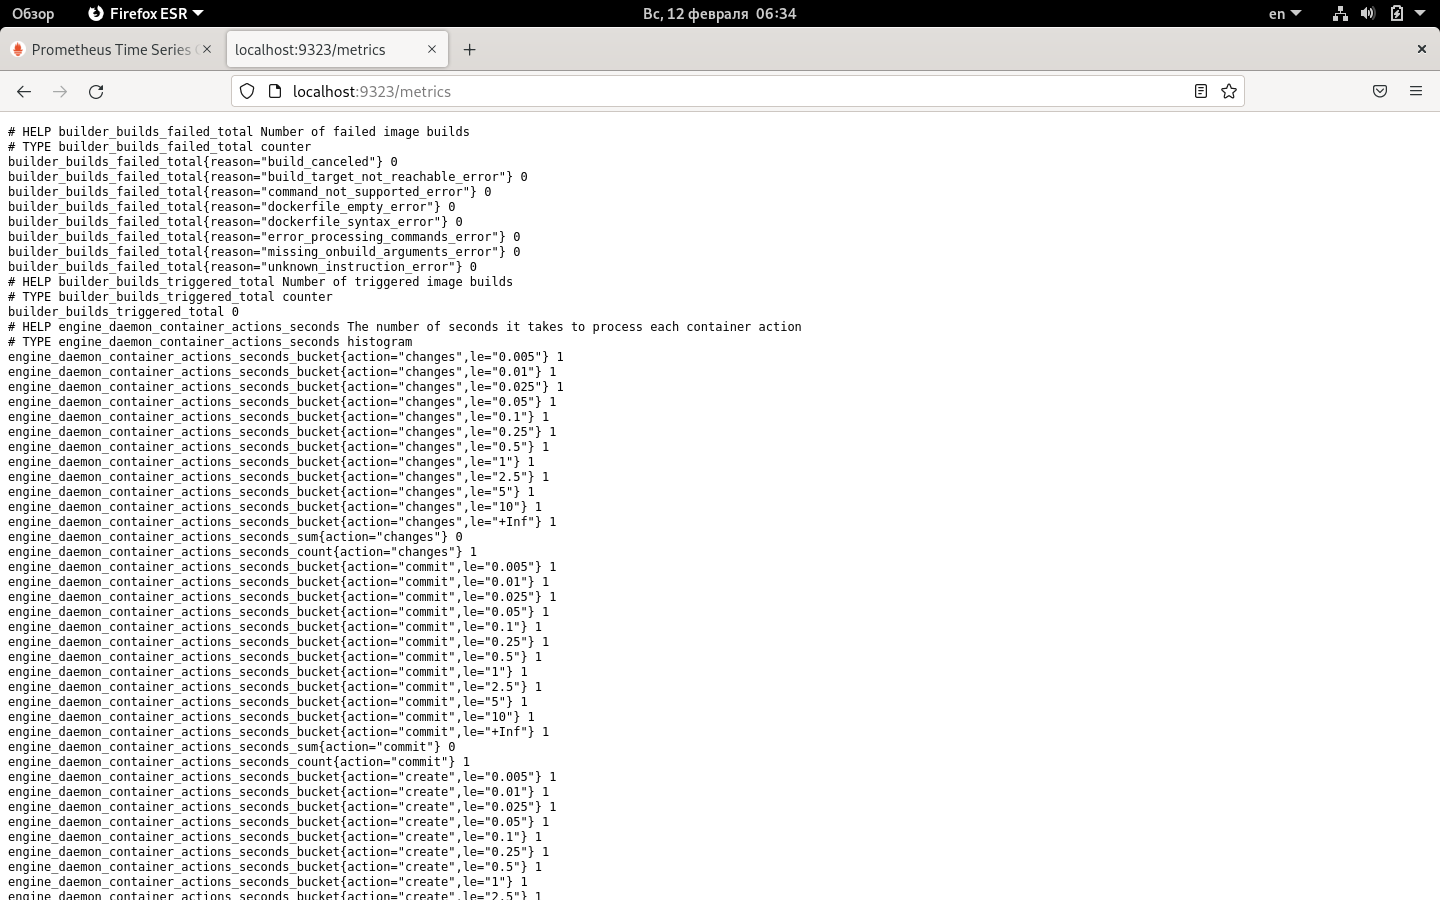 Обзор Firefox ESR Вс, 12 февраля 06:34 en
Prometheus Time Series localhost:9323/metrics
localhost:9323/metrics
# HELP builder_builds_failed_total Number of failed image builds
# TYPE builder_builds_failed_total counter
builder_builds_failed_total{reason="build_canceled"} 0
builder_builds_failed_total{reason="build_target_not_reachable_error"} 0
builder_builds_failed_total{reason="command_not_supported_error"} 0
builder_builds_failed_total{reason="dockerfile_empty_error"} 0
builder_builds_failed_total{reason="dockerfile_syntax_error"} 0
builder_builds_failed_total{reason="error_processing_commands_error"} 0
builder_builds_failed_total{reason="missing_onbuild_arguments_error"} 0
builder_builds_failed_total{reason="unknown_instruction_error"} 0
# HELP builder_builds_triggered_total Number of triggered image builds
# TYPE builder_builds_triggered_total counter
builder_builds_triggered_total 0
# HELP engine_daemon_container_actions_seconds The number of seconds it takes to process each container action
# TYPE engine_daemon_container_actions_seconds histogram
engine_daemon_container_actions_seconds_bucket{action="changes",le="0.005"} 1
engine_daemon_container_actions_seconds_bucket{action="changes",le="0.01"} 1
engine_daemon_container_actions_seconds_bucket{action="changes",le="0.025"} 1
engine_daemon_container_actions_seconds_bucket{action="changes",le="0.05"} 1
engine_daemon_container_actions_seconds_bucket{action="changes",le="0.1"} 1
engine_daemon_container_actions_seconds_bucket{action="changes",le="0.25"} 1
engine_daemon_container_actions_seconds_bucket{action="changes",le="0.5"} 1
engine_daemon_container_actions_seconds_bucket{action="changes",le="1"} 1
engine_daemon_container_actions_seconds_bucket{action="changes",le="2.5"} 1
engine_daemon_container_actions_seconds_bucket{action="changes",le="5"} 1
engine_daemon_container_actions_seconds_bucket{action="changes",le="10"} 1
engine_daemon_container_actions_seconds_bucket{action="changes",le="+Inf"} 1
engine_daemon_container_actions_seconds_sum{action="changes"} 0
engine_daemon_container_actions_seconds_count{action="changes"} 1
engine_daemon_container_actions_seconds_bucket{action="commit",le="0.005"} 1
engine_daemon_container_actions_seconds_bucket{action="commit",le="0.01"} 1
engine_daemon_container_actions_seconds_bucket{action="commit",le="0.025"} 1
engine_daemon_container_actions_seconds_bucket{action="commit",le="0.05"} 1
engine_daemon_container_actions_seconds_bucket{action="commit",le="0.1"} 1
engine_daemon_container_actions_seconds_bucket{action="commit",le="0.25"} 1
engine_daemon_container_actions_seconds_bucket{action="commit",le="0.5"} 1
engine_daemon_container_actions_seconds_bucket{action="commit",le="1"} 1
engine_daemon_container_actions_seconds_bucket{action="commit",le="2.5"} 1
engine_daemon_container_actions_seconds_bucket{action="commit",le="5"} 1
engine_daemon_container_actions_seconds_bucket{action="commit",le="10"} 1
engine_daemon_container_actions_seconds_bucket{action="commit",le="+Inf"} 1
engine_daemon_container_actions_seconds_sum{action="commit"} 0
engine_daemon_container_actions_seconds_count{action="commit"} 1
engine_daemon_container_actions_seconds_bucket{action="create",le="0.005"} 1
engine_daemon_container_actions_seconds_bucket{action="create",le="0.01"} 1
engine_daemon_container_actions_seconds_bucket{action="create",le="0.025"} 1
engine_daemon_container_actions_seconds_bucket{action="create",le="0.05"} 1
engine_daemon_container_actions_seconds_bucket{action="create",le="0.1"} 1
engine_daemon_container_actions_seconds_bucket{action="create",le="0.25"} 1
engine_daemon_container_actions_seconds_bucket{action="create",le="0.5"} 1
engine_daemon_container_actions_seconds_bucket{action="create",le="1"} 1
engine_daemon_container_actions_seconds_bucket{action="create",le="2.5"} 1